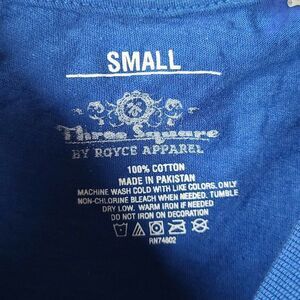 SMALL
Three Square
BY ROYCE APPAREL
100% COTTON
MADE IN PAKISTAN
MACHINE WASH COLD WITH LIKE COLORS. ONLY
NON-CHLORINE BLEACH WHEN NEEDED. TUMBLE
DRY LOW. WARM IRON IF NEEDED.
DO NOT IRON ON DECORATION
RN74802